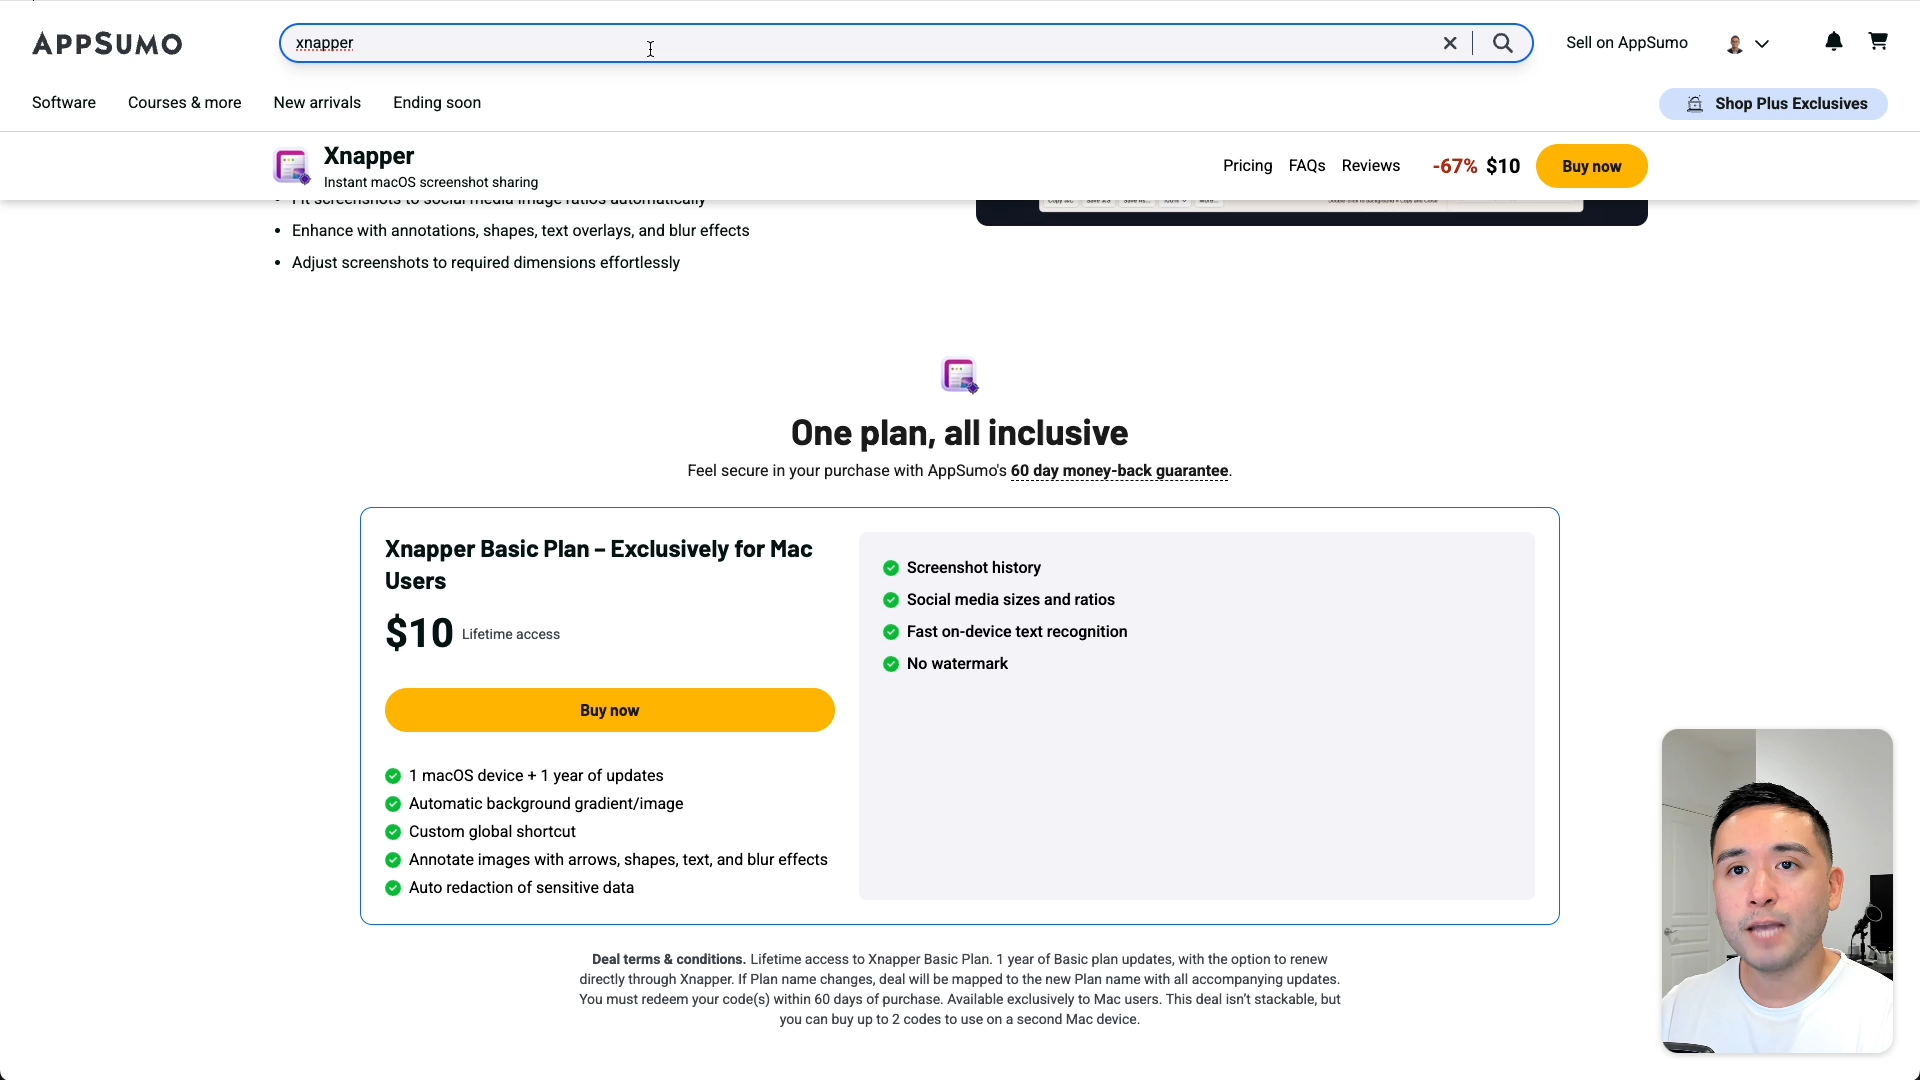 APPSUMO
xnapper
Sell on AppSumo
Software
Courses & more
New arrivals
Ending soon
Shop Plus Exclusives
Xnapper
Instant macOS screenshot sharing
Pricing
FAQs
Reviews
-67% $10
Buy now
Fit screenshots to social media image ratios automatically
Enhance with annotations, shapes, text overlays, and blur effects
Adjust screenshots to required dimensions effortlessly
One plan, all inclusive
Feel secure in your purchase with AppSumo's 60 day money-back guarantee.
Xnapper Basic Plan – Exclusively for Mac
Users
$10 Lifetime access
Buy now
1 macOS device + 1 year of updates
Automatic background gradient/image
Custom global shortcut
Annotate images with arrows, shapes, text, and blur effects
Auto redaction of sensitive data
Screenshot history
Social media sizes and ratios
Fast on-device text recognition
No watermark
Deal terms & conditions. Lifetime access to Xnapper Basic Plan. 1 year of Basic plan updates, with the option to renew
directly through Xnapper. If Plan name changes, deal will be mapped to the new Plan name with all accompanying updates.
You must redeem your code(s) within 60 days of purchase. Available exclusively to Mac users. This deal isn't stackable, but
you can buy up to 2 codes to use on a second Mac device.